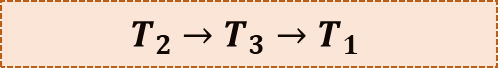 T₂ → T₃ → T₁